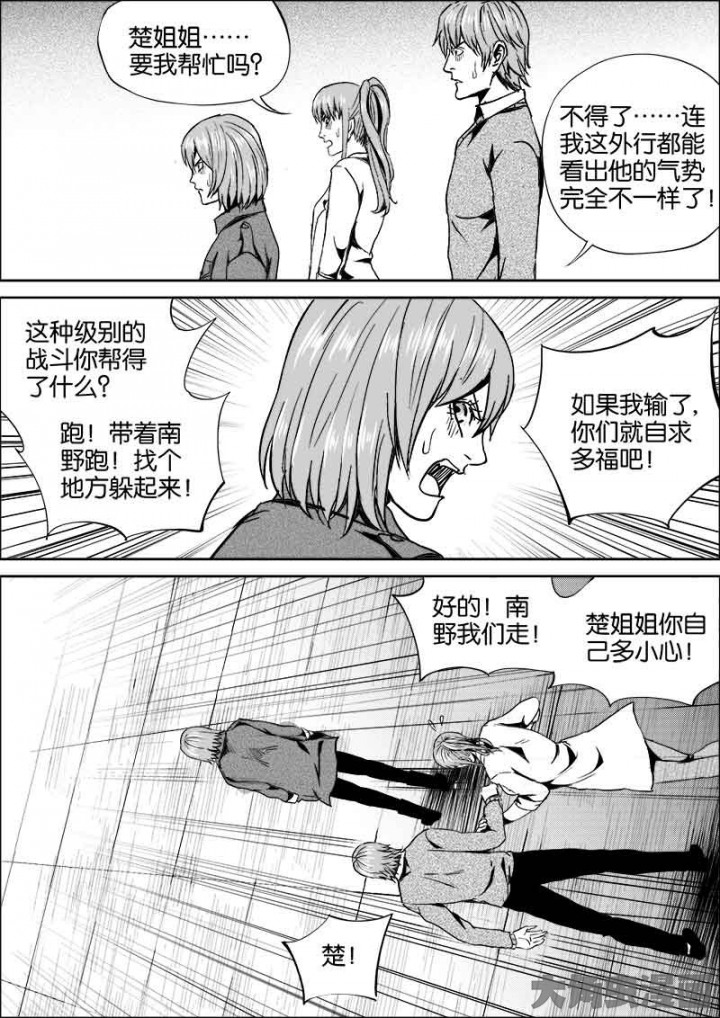 楚姐姐……
要我帮忙吗？
不得了……连
我这外行都能
看出他的气势
完全不一样了！
这种级别的
战斗你帮得
了什么？
跑！带着南
野跑！找个
地方躲起来！
如果我输了，
你们就自求
多福吧！
好的！南
野我们走！
楚姐姐你自
己多小心！
楚！